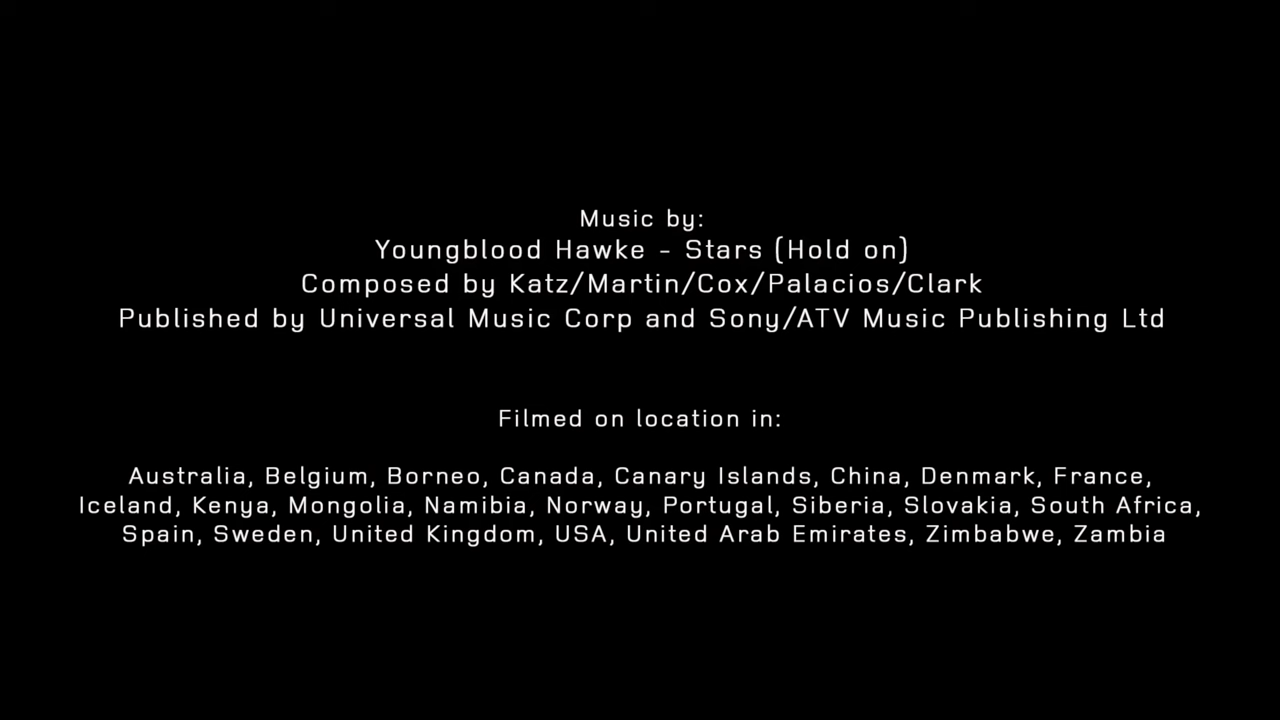 Music by:
Youngblood Hawke - Stars (Hold on)
Composed by Katz/Martin/Cox/Palacios/Clark
Published by Universal Music Corp and Sony/ATV Music Publishing Ltd
Filmed on location in:
Australia, Belgium, Borneo, Canada, Canary Islands, China, Denmark, France,
Iceland, Kenya, Mongolia, Namibia, Norway, Portugal, Siberia, Slovakia, South Africa,
Spain, Sweden, United Kingdom, USA, United Arab Emirates, Zimbabwe, Zambia